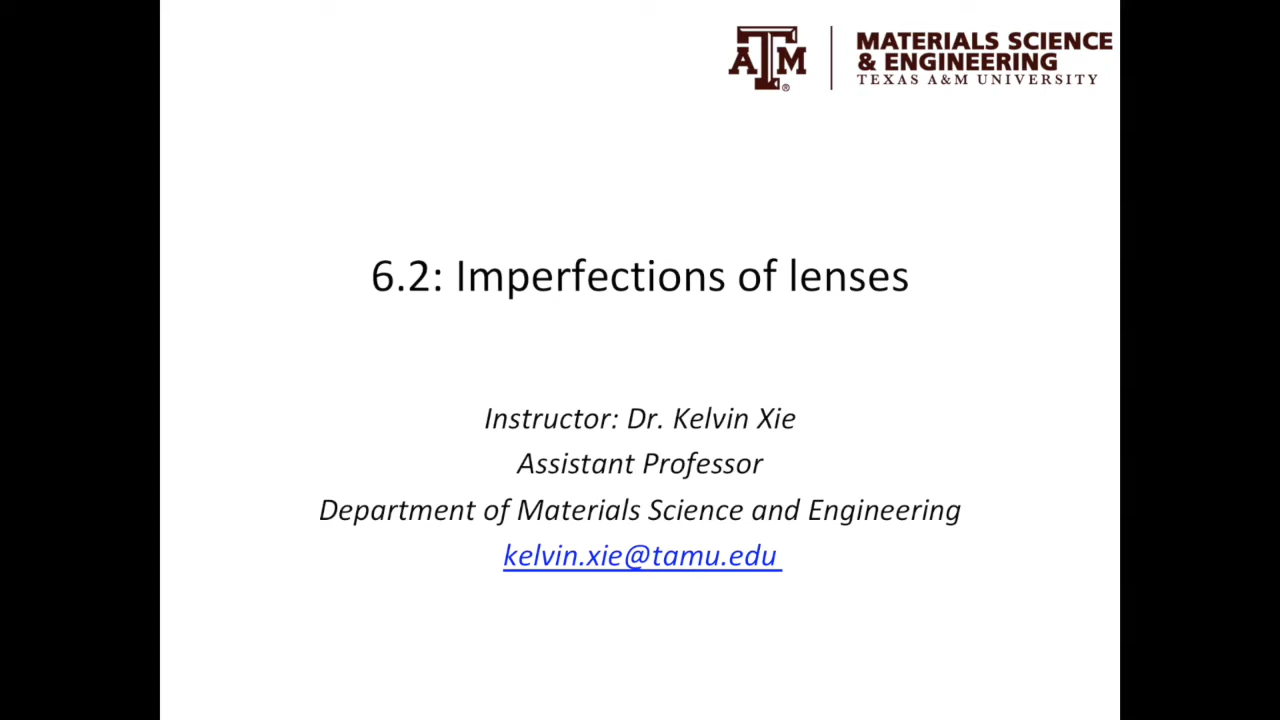 ATM®
MATERIALS SCIENCE
& ENGINEERING
TEXAS A&M UNIVERSITY
6.2: Imperfections of lenses
Instructor: Dr. Kelvin Xie
Assistant Professor
Department of Materials Science and Engineering
kelvin.xie@tamu.edu